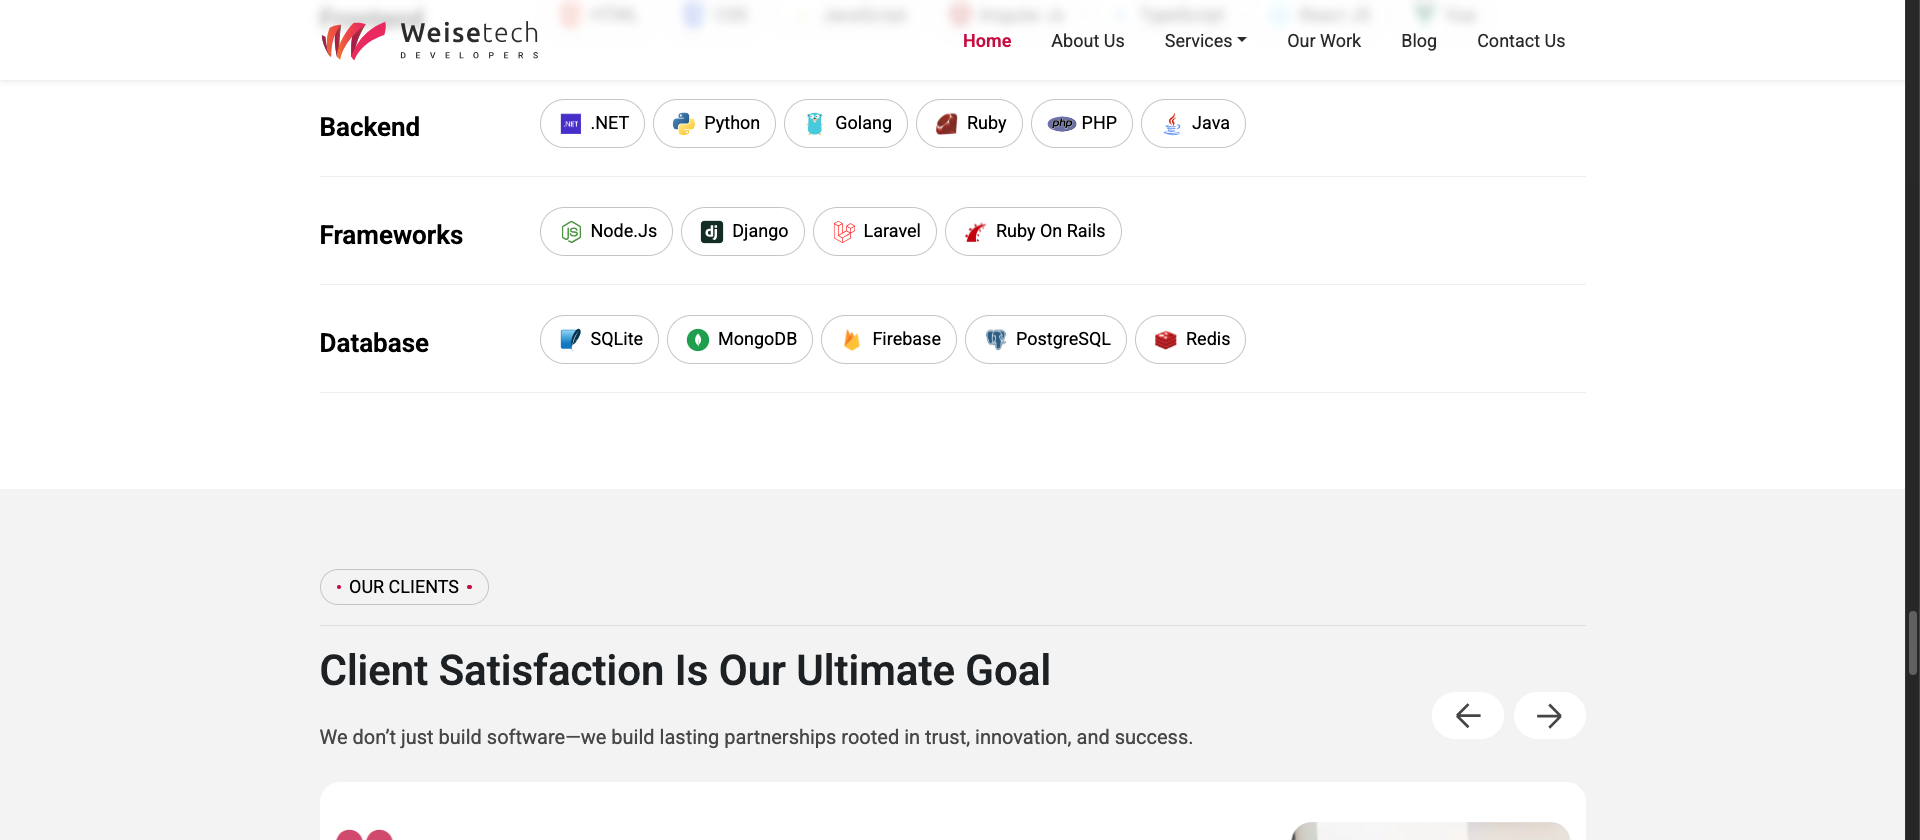 Weisetech
DEVELOPERS
Home About Us Services Our Work Blog Contact Us
Backend .NET Python Golang Ruby PHP Java
Frameworks Node.Js Django Laravel Ruby On Rails
Database SQLite MongoDB Firebase PostgreSQL Redis
• OUR CLIENTS •
Client Satisfaction Is Our Ultimate Goal
We don’t just build software—we build lasting partnerships rooted in trust, innovation, and success.